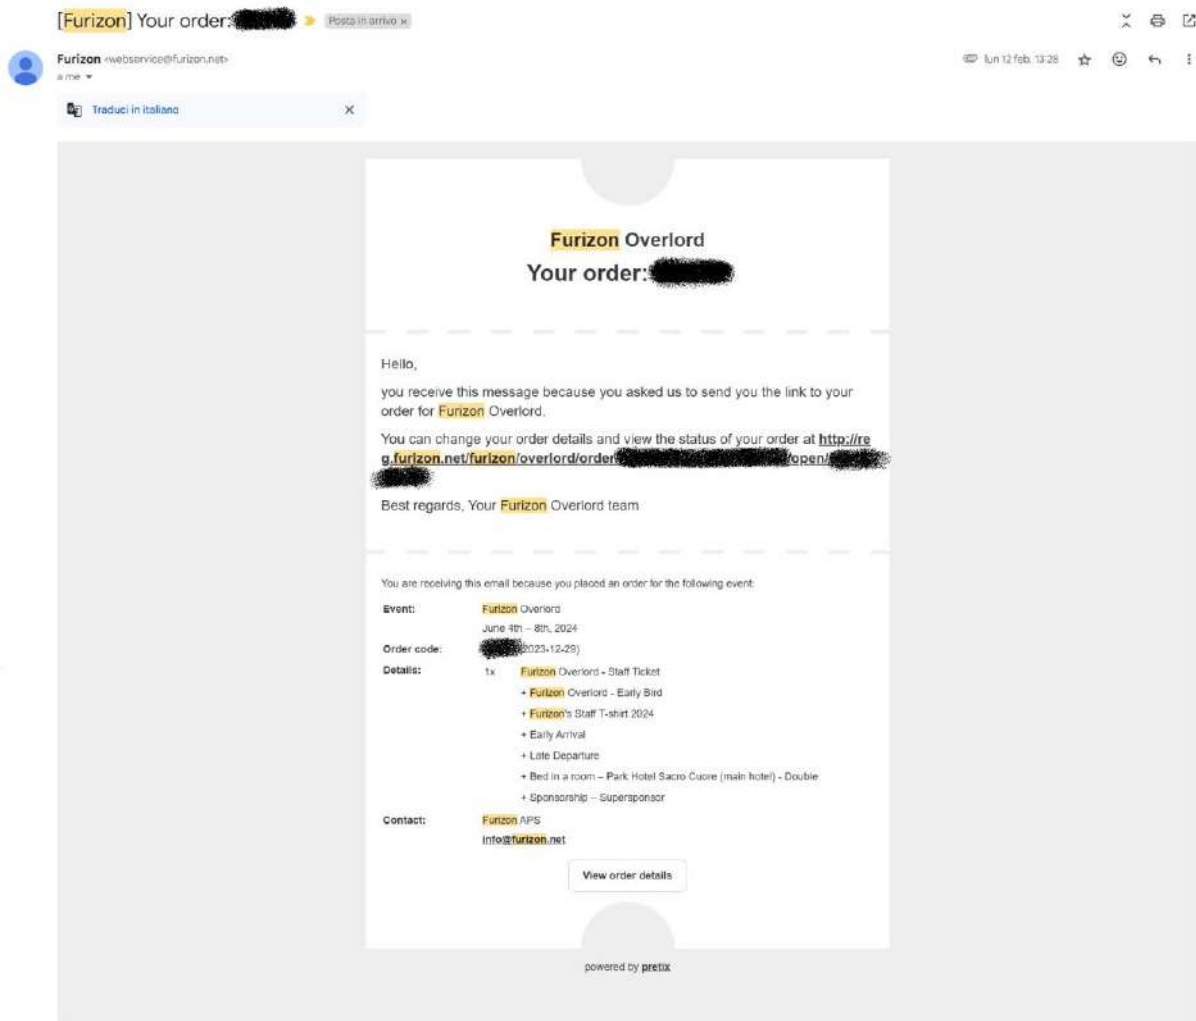 [Furizon] Your order:
Posta in arrivo ×
Furizon <webservice@furizon.net>
lun 12 feb, 13:28
a me
Traduci in italiano
Furizon Overlord
Your order:
Hello,
you receive this message because you asked us to send you the link to your
order for Furizon Overlord.
You can change your order details and view the status of your order at http://re
g.furizon.net/furizon/overlord/order /open/
Best regards, Your Furizon Overlord team
You are receiving this email because you placed an order for the following event:
Event: Furizon Overlord
June 4th – 8th, 2024
Order code: 2023-12-29)
Details: 1x Furizon Overlord - Staff Ticket
+ Furizon Overlord - Early Bird
+ Furizon's Staff T-shirt 2024
+ Early Arrival
+ Late Departure
+ Bed in a room – Park Hotel Sacro Cuore (main hotel) - Double
+ Sponsorship – Supersponsor
Contact: Furizon APS
info@furizon.net
View order details
powered by pretix